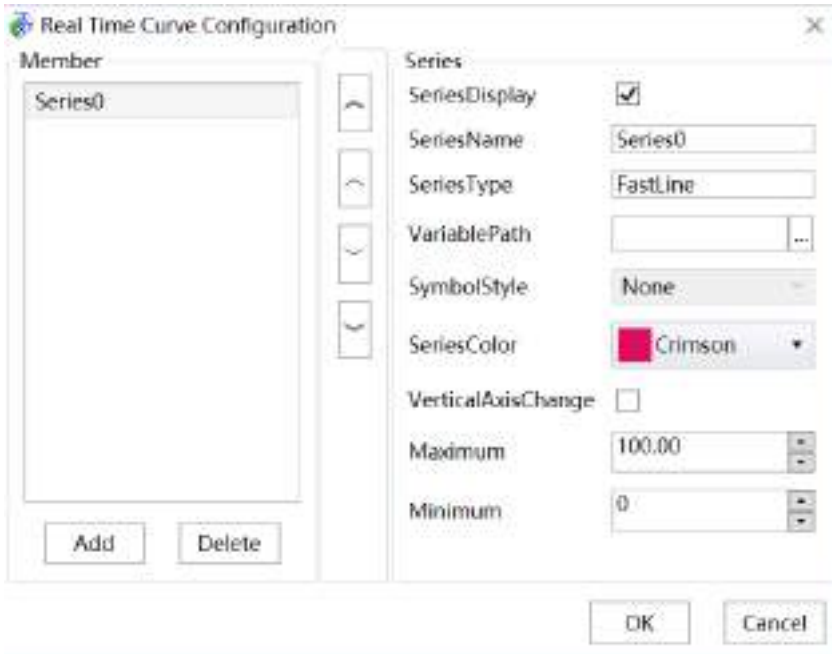 Real Time Curve Configuration
Member
Series0
Add
Delete
Series
SeriesDisplay
SeriesName Series0
SeriesType FastLine
VariablePath ...
SymbolStyle None
SeriesColor Crimson
VerticalAxisChange
Maximum 100.00
Minimum 0
OK
Cancel